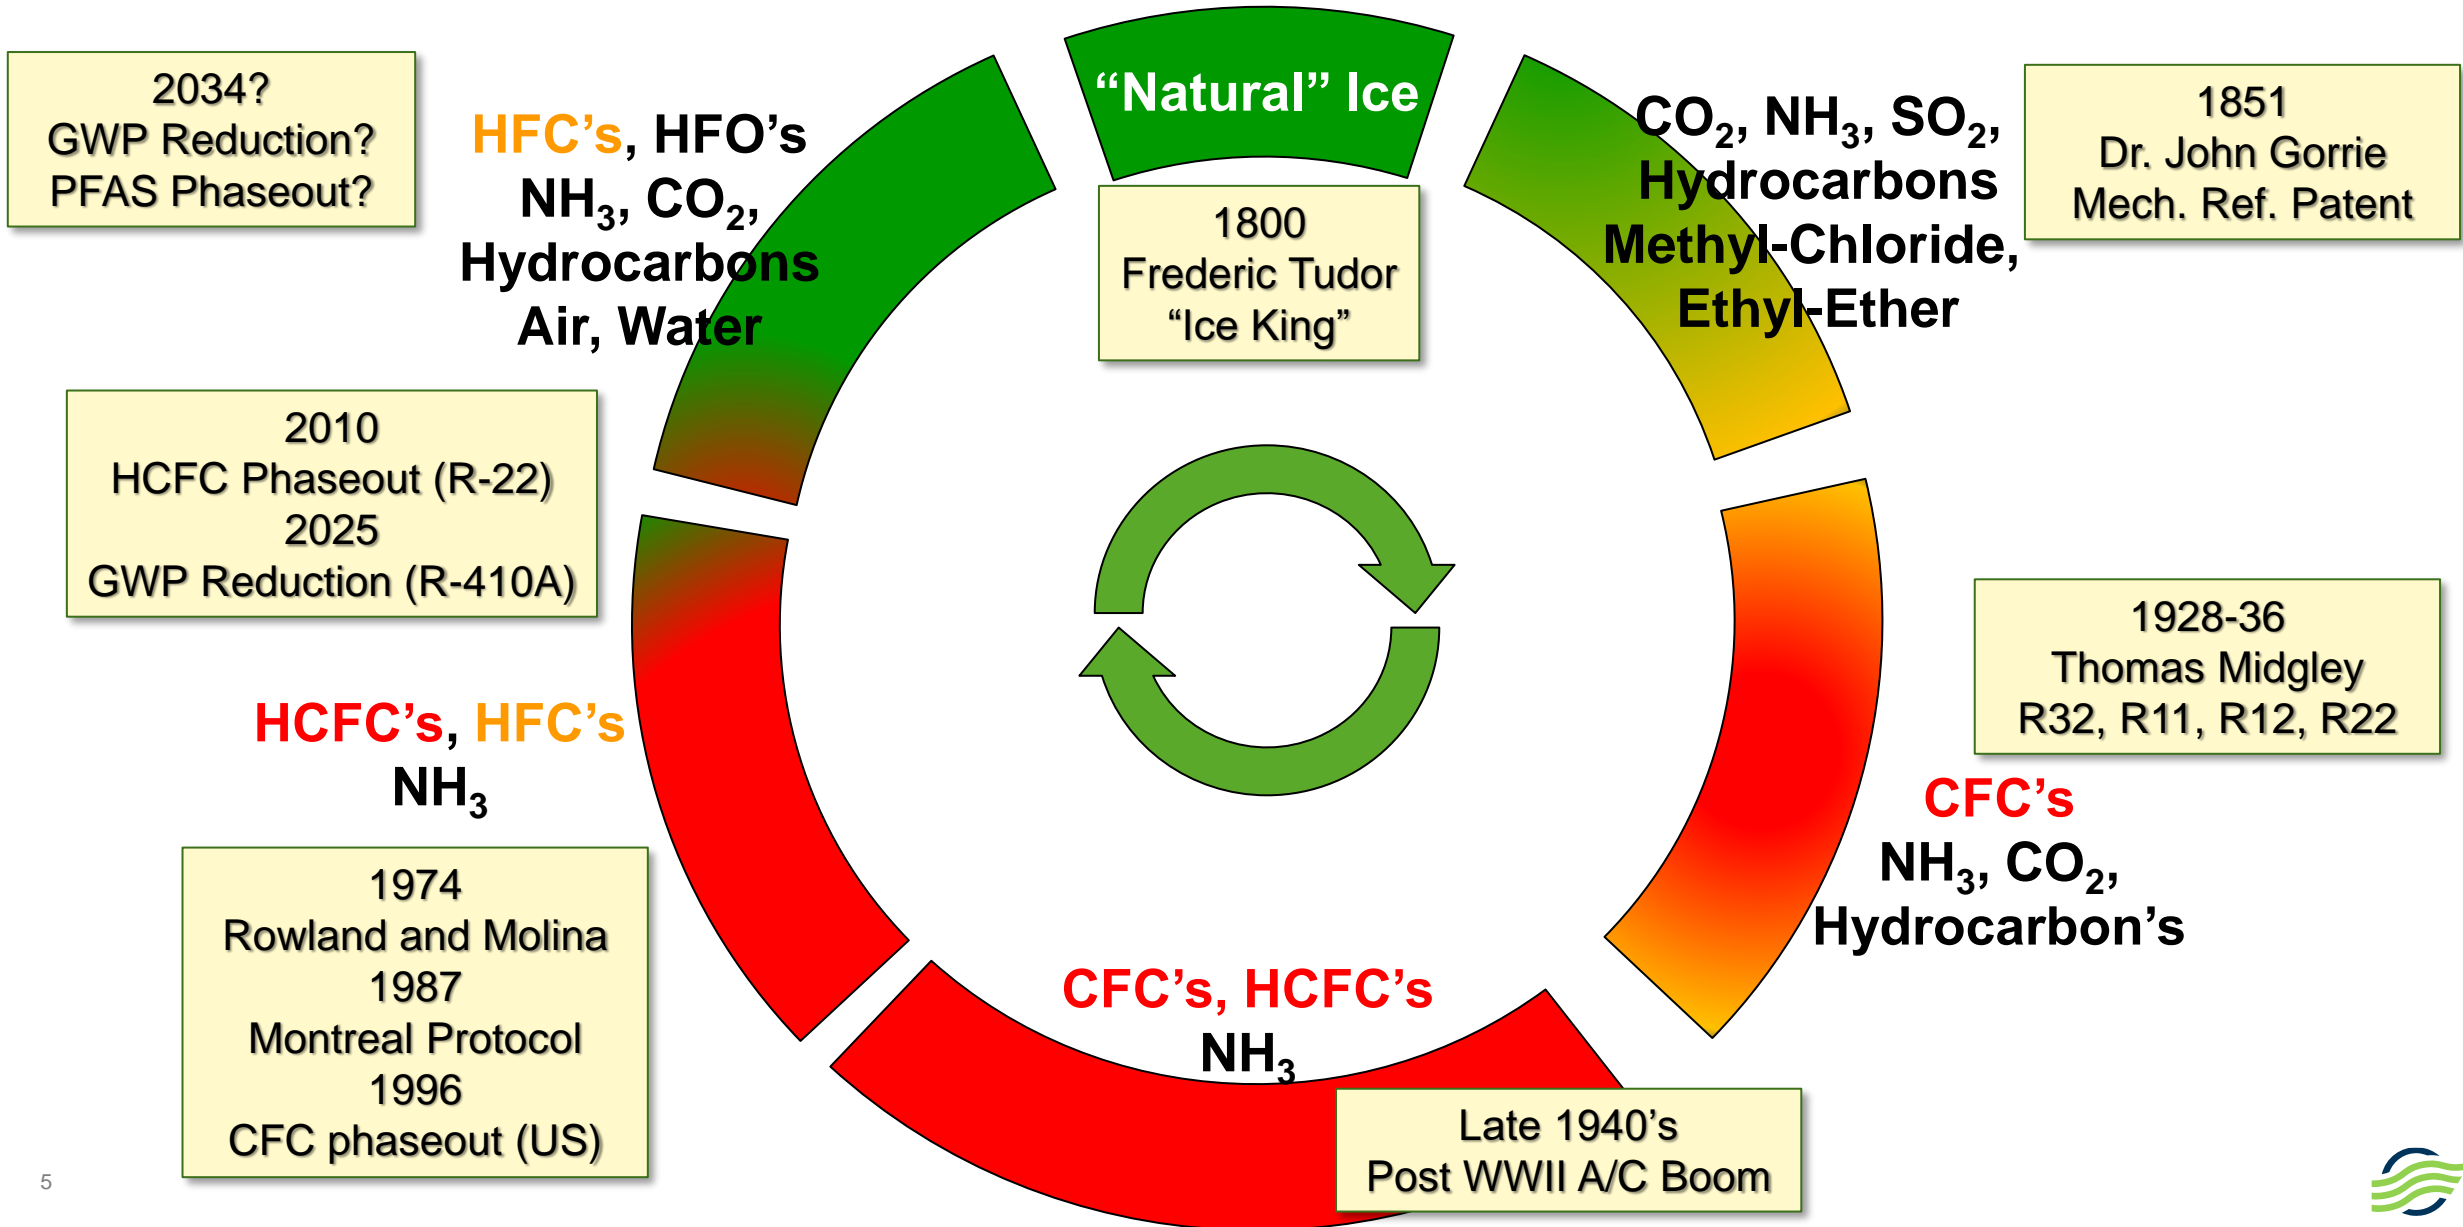 “Natural” Ice
1800
Frederic Tudor
“Ice King”
CO₂, NH₃, SO₂,
Hydrocarbons
Methyl-Chloride,
Ethyl-Ether
1851
Dr. John Gorrie
Mech. Ref. Patent
1928-36
Thomas Midgley
R32, R11, R12, R22
CFC’s
NH₃, CO₂,
Hydrocarbon’s
CFC’s, HCFC’s
NH₃
Late 1940’s
Post WWII A/C Boom
HCFC’s, HFC’s
NH₃
1974
Rowland and Molina
1987
Montreal Protocol
1996
CFC phaseout (US)
2010
HCFC Phaseout (R-22)
2025
GWP Reduction (R-410A)
HFC’s, HFO’s
NH₃, CO₂,
Hydrocarbons
Air, Water
2034?
GWP Reduction?
PFAS Phaseout?
5